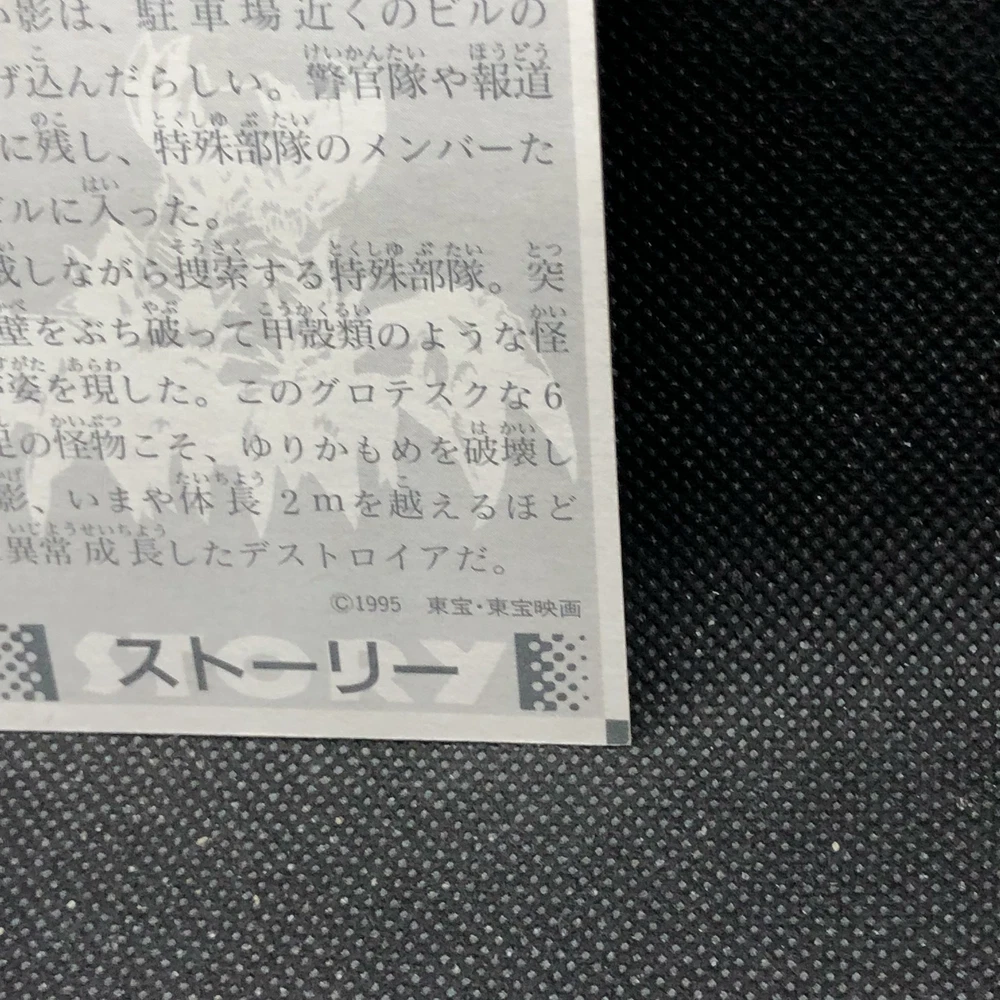 影は、駐車場近くのビルの
げ込んだらしい。警官隊や報道
に残し、特殊部隊のメンバーた
ビルに入った。
しながら捜索する特殊部隊。突
壁をぶち破って甲殻類のような怪
姿を現した。このグロテスクな6
足の怪物こそ、ゆりかもめを破壊し
影、いまや体長2mを越えるほど
異常成長したデストロイアだ。
©1995 東宝・東宝映画
STORY
ストーリー